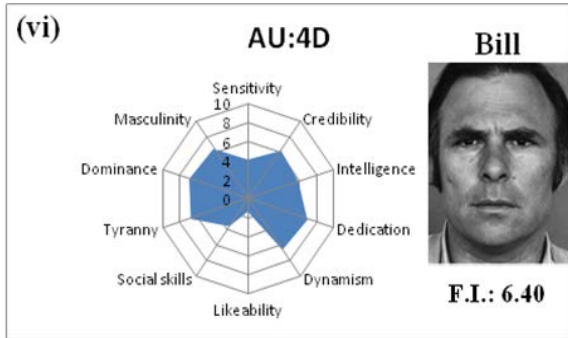 (vi)
AU:4D
Bill
Sensitivity
10
Masculinity
Credibility
8
6
Dominance
4
Intelligence
2
0
Tyranny
Dedication
Social skills
Dynamism
Likeability
F.I.: 6.40